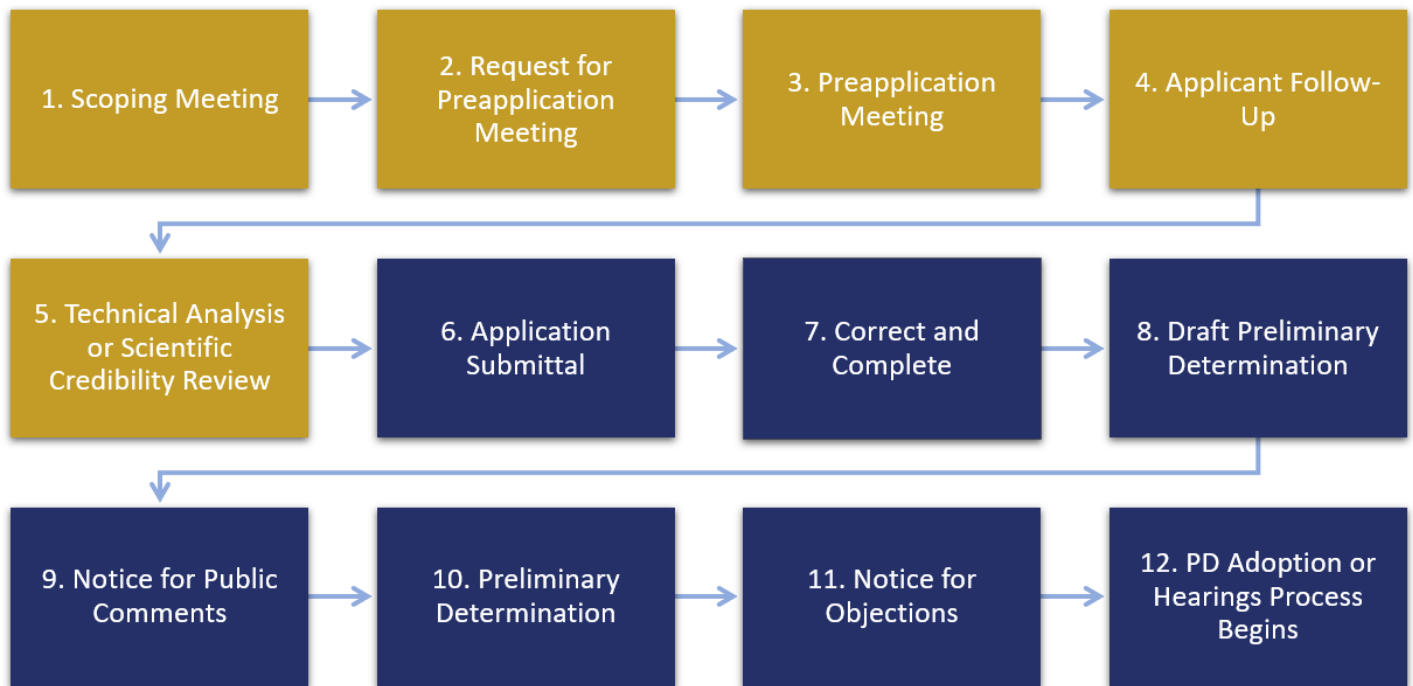 1. Scoping Meeting
2. Request for
Preapplication
Meeting
3. Preapplication
Meeting
4. Applicant Follow-
Up
5. Technical Analysis
or Scientific
Credibility Review
6. Application
Submittal
7. Correct and
Complete
8. Draft Preliminary
Determination
9. Notice for Public
Comments
10. Preliminary
Determination
11. Notice for
Objections
12. PD Adoption or
Hearings Process
Begins